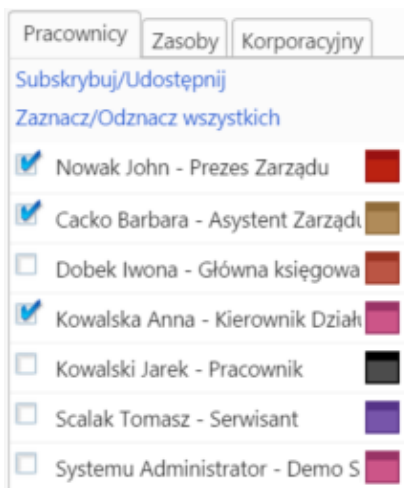 Pracownicy Zasoby Korporacyjny
Subskrybuj/Udostępnij
Zaznacz/Odznacz wszystkich
Nowak John - Prezes Zarządu
Cacko Barbara - Asystent Zarządu
Dobek Iwona - Główna księgowa
Kowalska Anna - Kierownik Dział
Kowalski Jarek - Pracownik
Scalak Tomasz - Serwisant
Systemu Administrator - Demo S